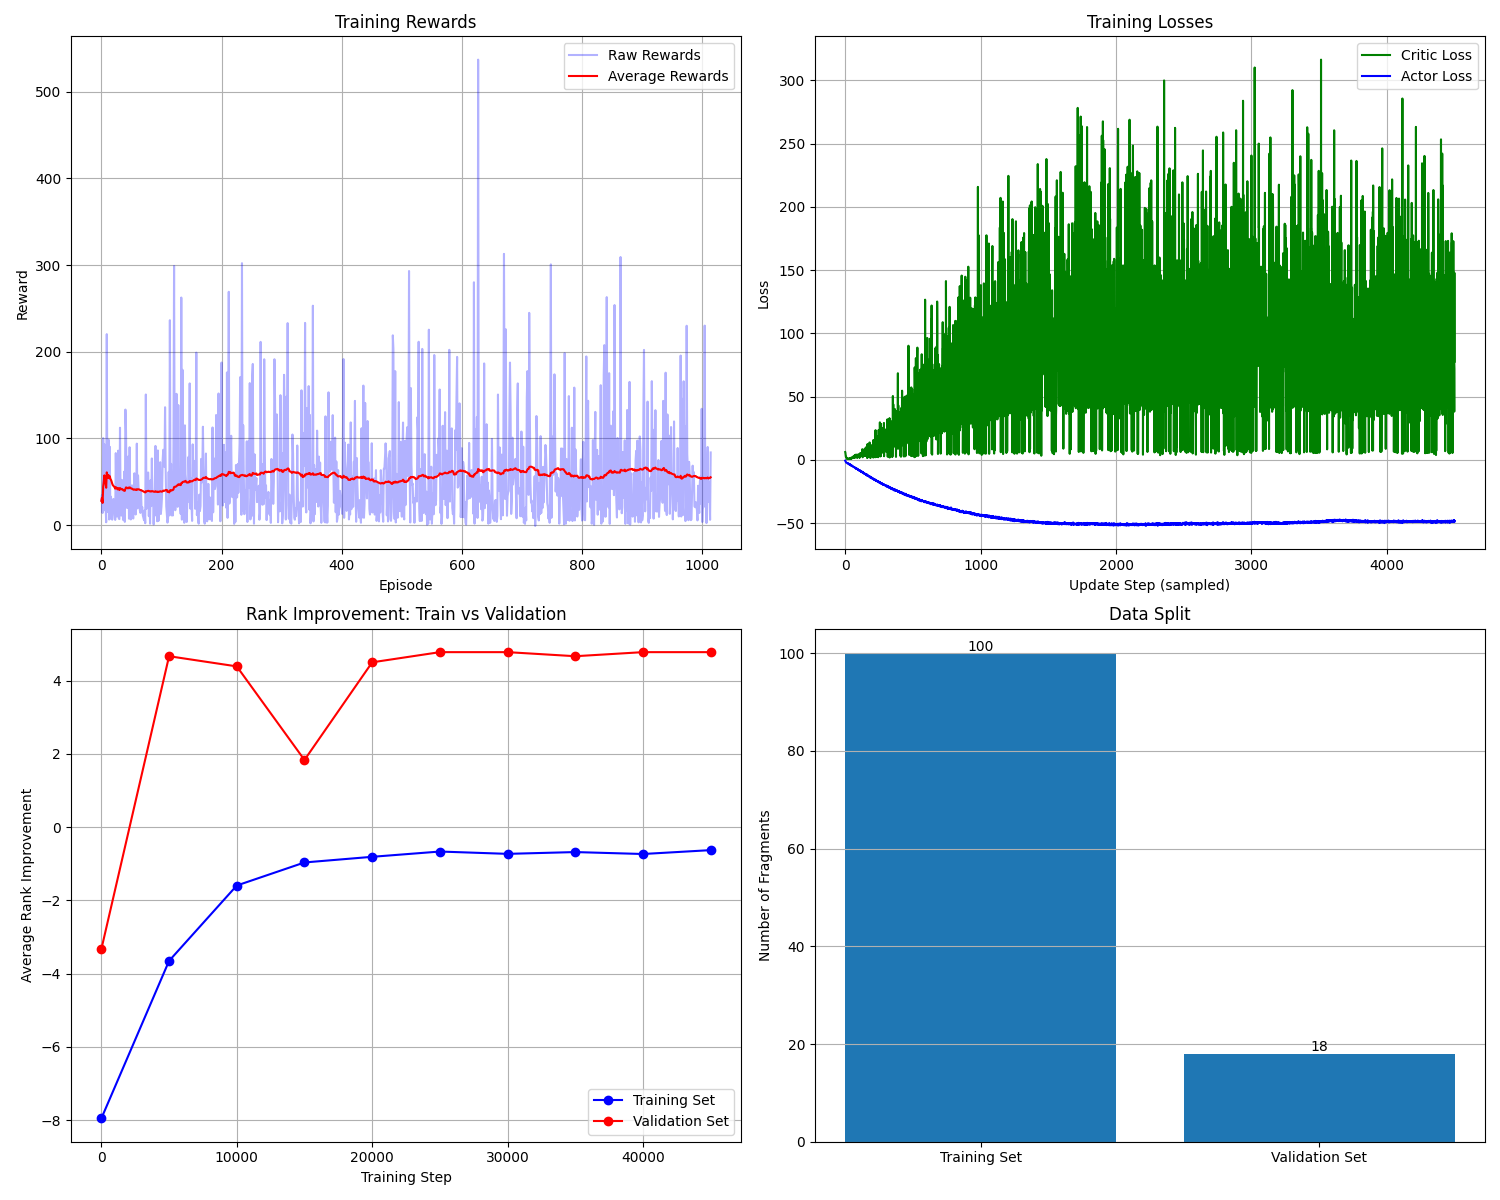 Training Rewards
Raw Rewards
Average Rewards
500
400
300
200
100
0
Reward
0
200
400
600
800
1000
Episode
Training Losses
Critic Loss
Actor Loss
300
250
200
150
100
50
0
−50
Loss
0
1000
2000
3000
4000
Update Step (sampled)
Rank Improvement: Train vs Validation
4
2
0
−2
−4
−6
−8
Average Rank Improvement
Training Set
Validation Set
0
10000
20000
30000
40000
Training Step
Data Split
100
18
100
80
60
40
20
0
Number of Fragments
Training Set
Validation Set